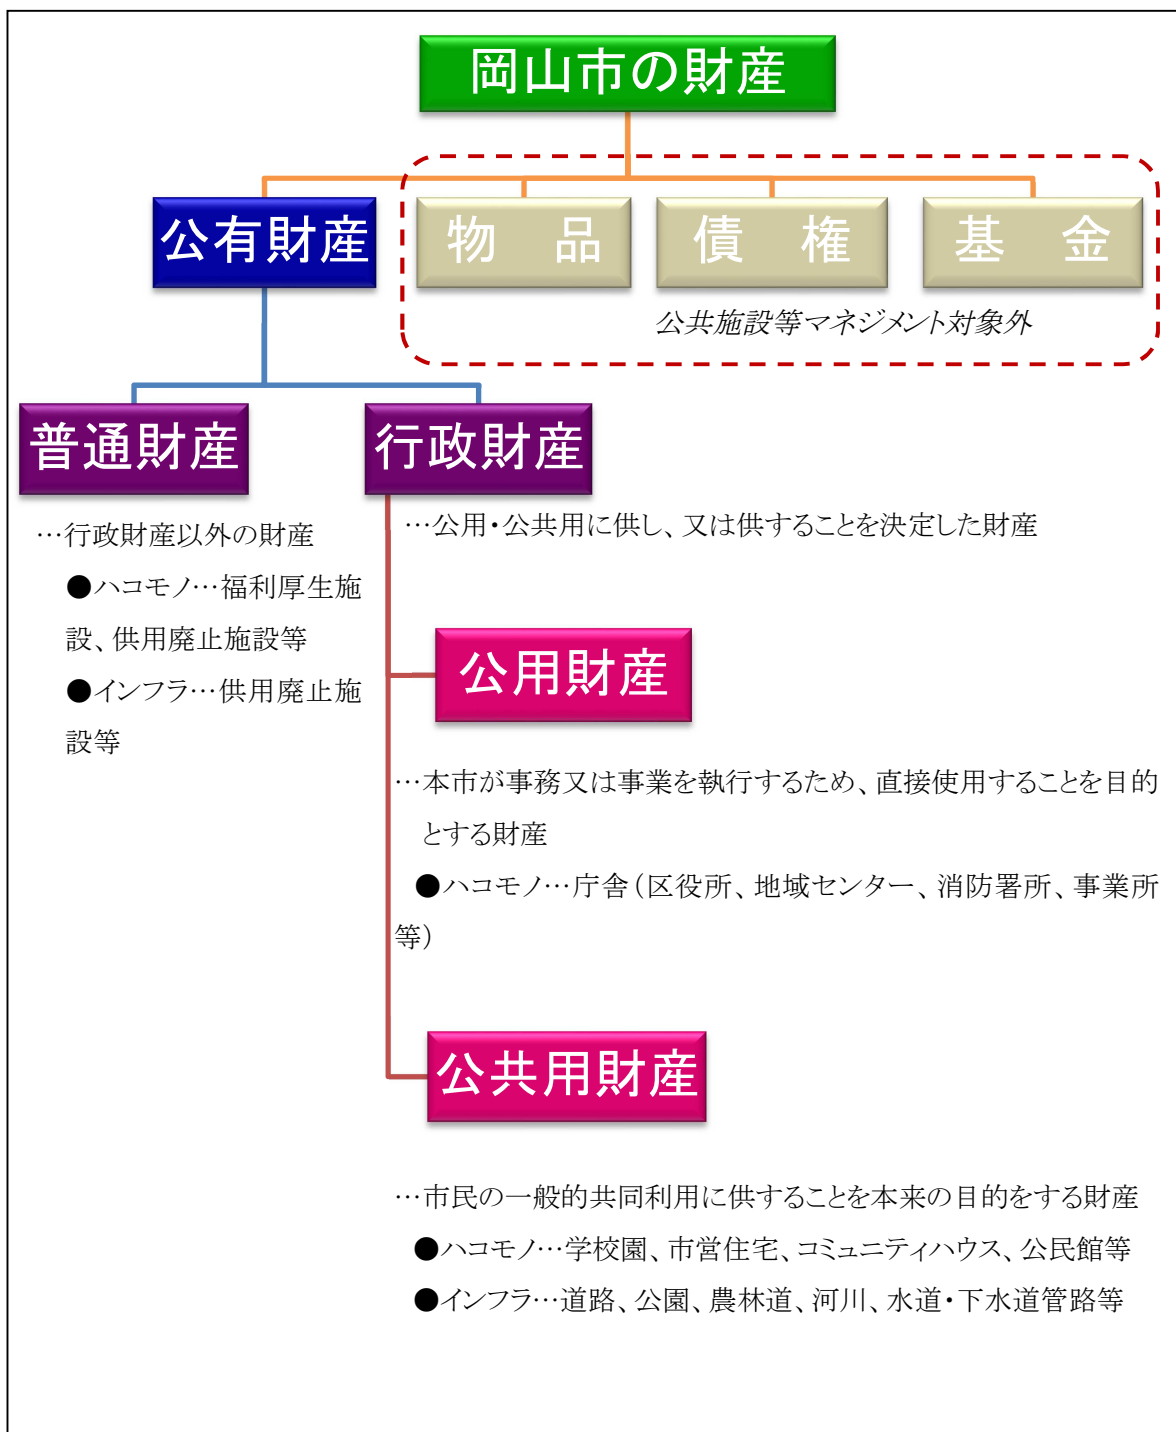 岡山市の財産
公有財産
物　品
債　権
基　金
公共施設等マネジメント対象外
普通財産
行政財産
…行政財産以外の財産
●ハコモノ…福利厚生施
設、供用廃止施設等
●インフラ…供用廃止施
設等
…公用・公共用に供し、又は供することを決定した財産
公用財産
…本市が事務又は事業を執行するため、直接使用することを目的
とする財産
●ハコモノ…庁舎（区役所、地域センター、消防署所、事業所
等）
公共用財産
…市民の一般的共同利用に供することを本来の目的をする財産
●ハコモノ…学校園、市営住宅、コミュニティハウス、公民館等
●インフラ…道路、公園、農林道、河川、水道・下水道管路等